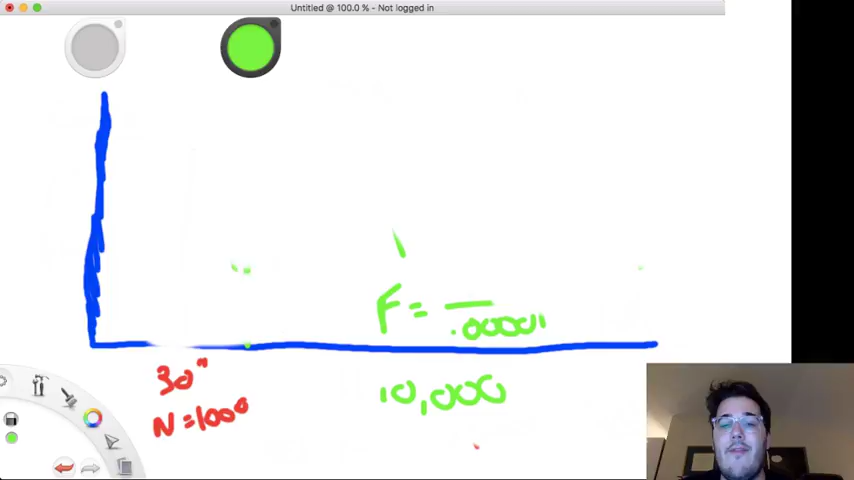 Untitled @ 100.0 % - Not logged in
F = .00001
30"
N=1000
10,000